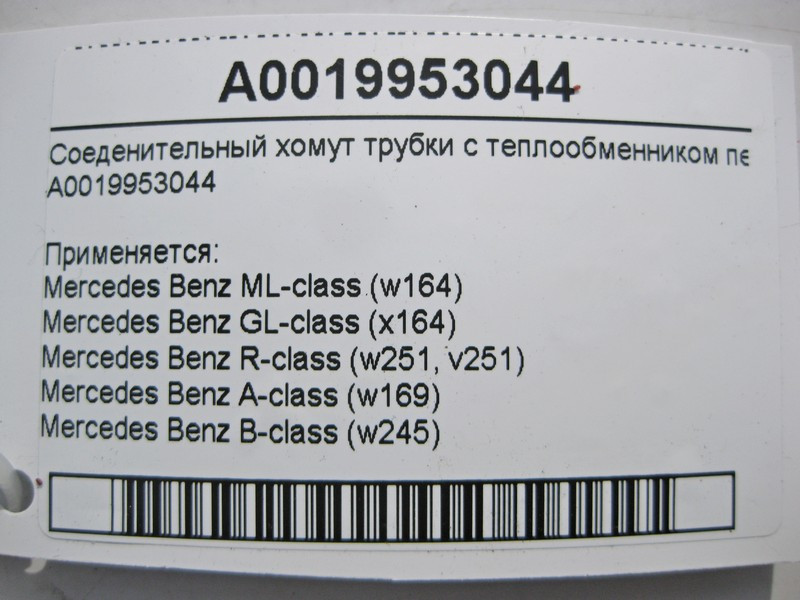 A0019953044
Соеденительный хомут трубки с теплообменником пе
A0019953044
Применяется:
Mercedes Benz ML-class (w164)
Mercedes Benz GL-class (x164)
Mercedes Benz R-class (w251, v251)
Mercedes Benz A-class (w169)
Mercedes Benz B-class (w245)